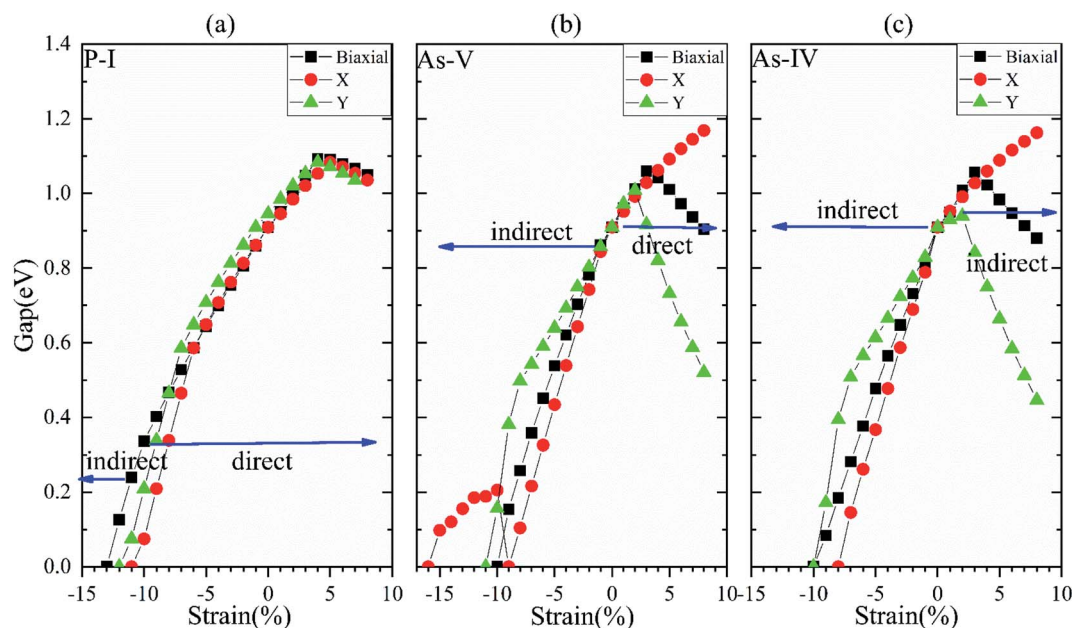 (a) (b) (c)
P-I
Biaxial
X
Y
As-V
Biaxial
X
Y
As-IV
Biaxial
X
Y
Gap(eV)
1.4
1.2
1.0
0.8
0.6
0.4
0.2
0.0
indirect direct
indirect direct
indirect
indirect
-15 -10 -5 0 5 10
-15 -10 -5 0 5 10
-15 -10 -5 0 5 10
Strain(%) Strain(%) Strain(%)